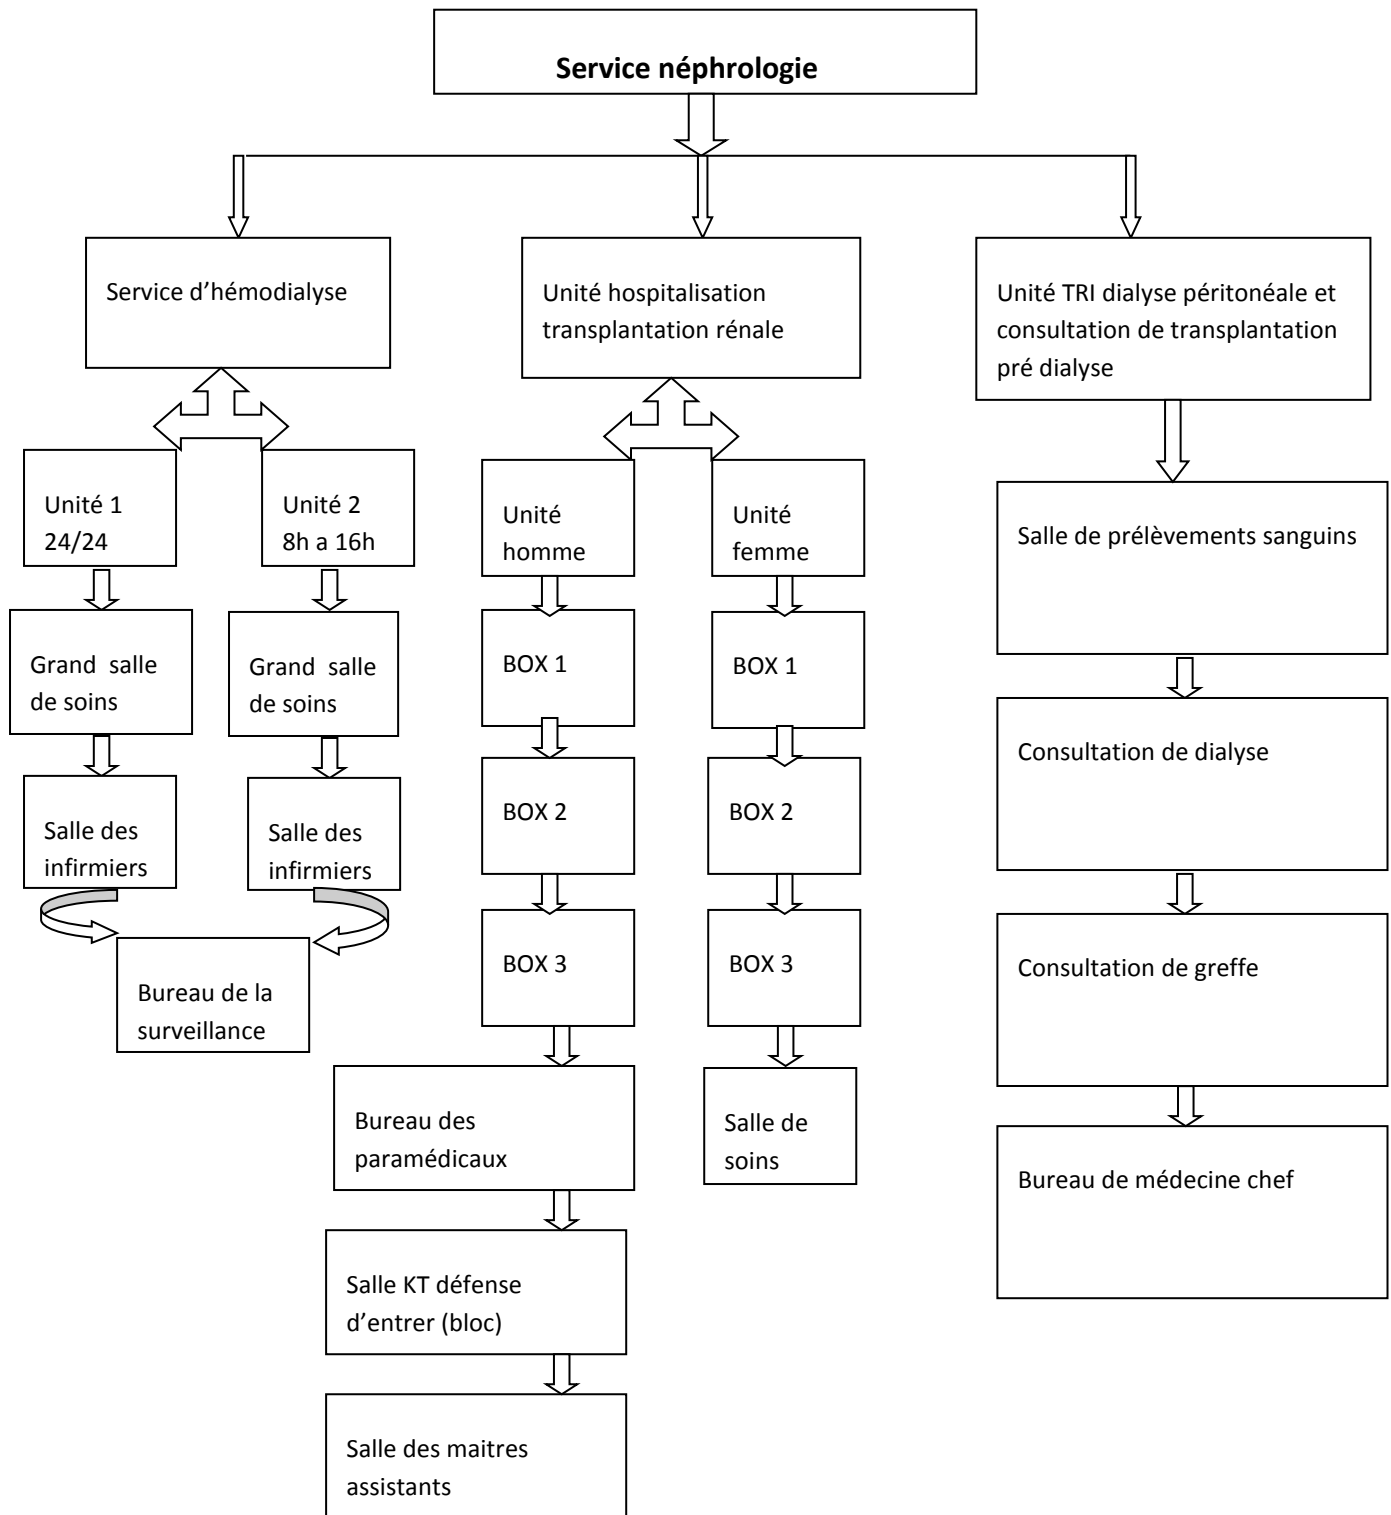 Service néphrologie
Service d’hémodialyse
Unité hospitalisation
transplantation rénale
Unité TRI dialyse péritonéale et
consultation de transplantation
pré dialyse
Unité 1
24/24
Unité 2
8h a 16h
Unité
homme
Unité
femme
Salle de prélèvements sanguins
Grand salle
de soins
Grand salle
de soins
BOX 1
BOX 1
Consultation de dialyse
Salle des
infirmiers
Salle des
infirmiers
BOX 2
BOX 2
Bureau de la
surveillance
BOX 3
BOX 3
Consultation de greffe
Bureau des
paramédicaux
Salle de
soins
Bureau de médecine chef
Salle KT défense
d’entrer (bloc)
Salle des maitres
assistants